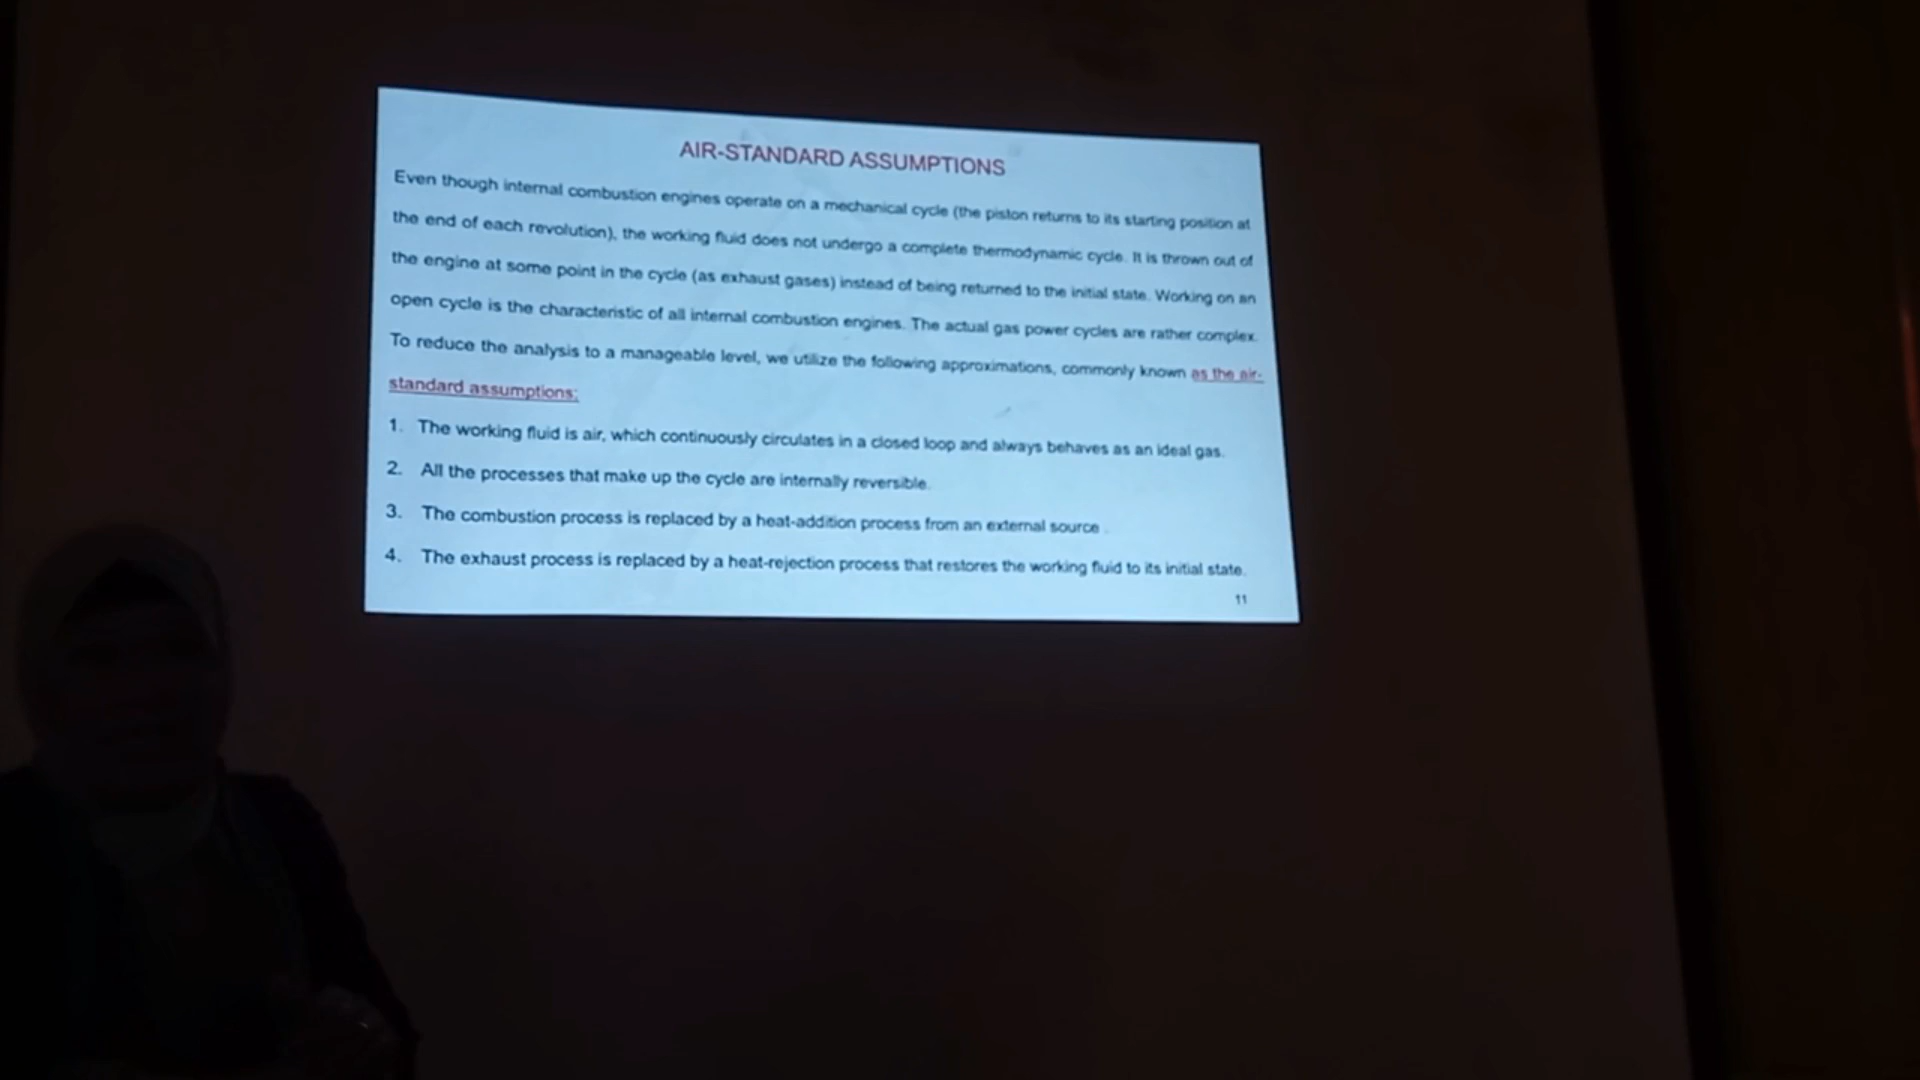 AIR-STANDARD ASSUMPTIONS
Even though internal combustion engines operate on a mechanical cycle (the piston returns to its starting position at
the end of each revolution), the working fluid does not undergo a complete thermodynamic cycle. It is thrown out of
the engine at some point in the cycle (as exhaust gases) instead of being returned to the initial state. Working on an
open cycle is the characteristic of all internal combustion engines. The actual gas power cycles are rather complex.
To reduce the analysis to a manageable level, we utilize the following approximations, commonly known as the air-
standard assumptions:
1. The working fluid is air, which continuously circulates in a closed loop and always behaves as an ideal gas.
2. All the processes that make up the cycle are internally reversible.
3. The combustion process is replaced by a heat-addition process from an external source .
4. The exhaust process is replaced by a heat-rejection process that restores the working fluid to its initial state.
11